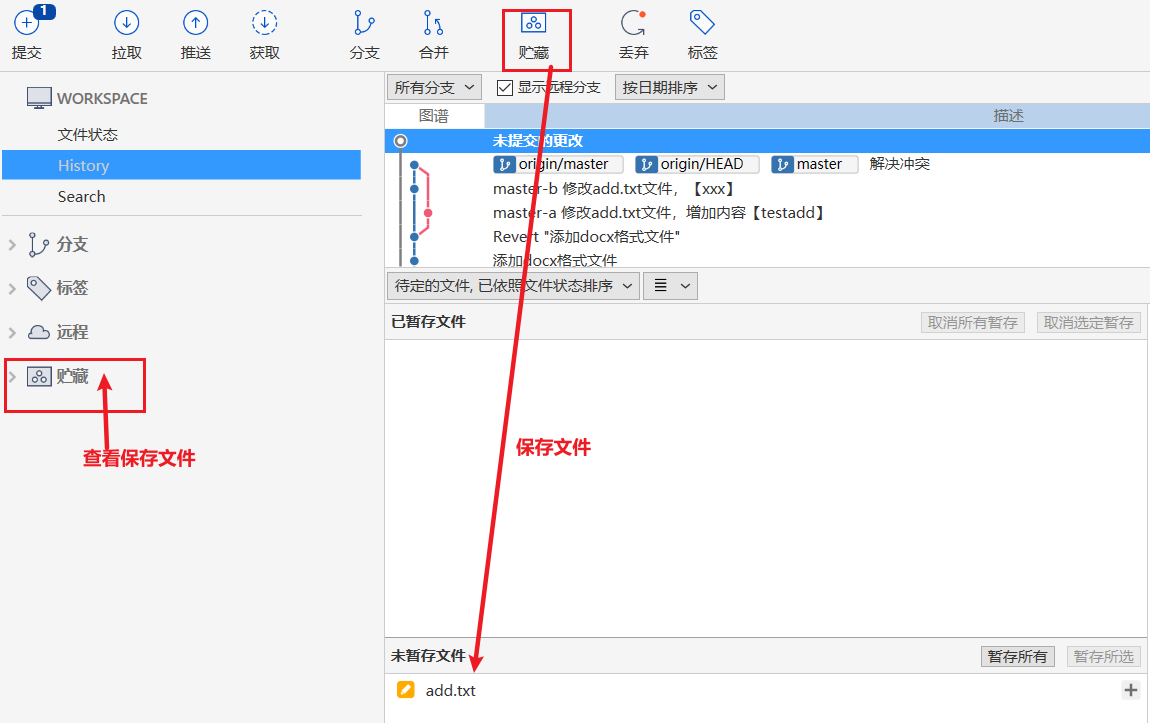 1
提交 拉取 推送 获取 分支 合并 贮藏 丢弃 标签
WORKSPACE
文件状态
History
Search
分支
标签
远程
贮藏
查看保存文件
所有分支 显示远程分支 按日期排序
图谱 描述
未提交的更改
origin/master origin/HEAD master 解决冲突
master-b 修改add.txt文件，【xxx】
master-a 修改add.txt文件，增加内容【testadd】
Revert "添加docx格式文件"
添加docx格式文件
待定的文件, 已依照文件状态排序
已暂存文件 取消所有暂存 取消选定暂存
保存文件
未暂存文件 暂存所有 暂存所选
add.txt